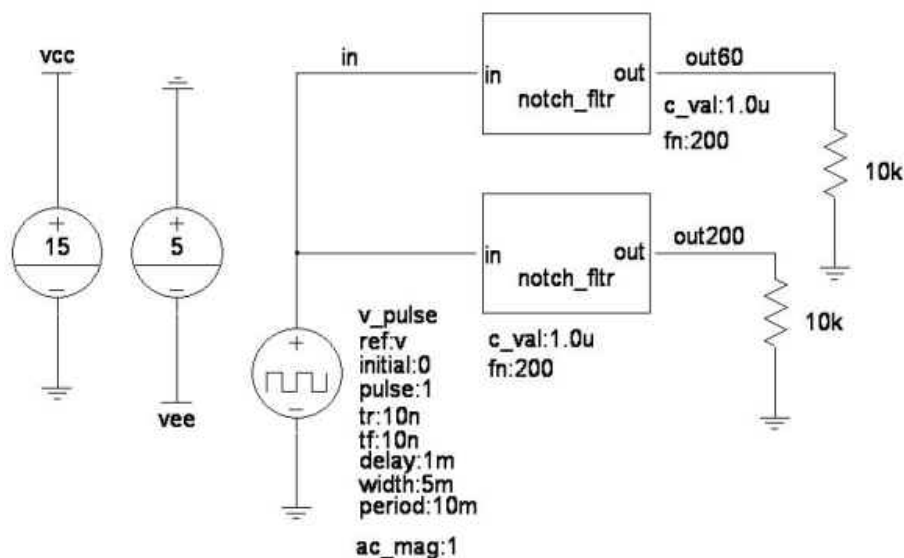 vcc
in
out60
in
out
notch_fltr
c_val:1.0u
fn:200
10k
+
15
−
+
5
−
vee
out200
in
out
notch_fltr
c_val:1.0u
fn:200
10k
+
−
v_pulse
ref:v
initial:0
pulse:1
tr:10n
tf:10n
delay:1m
width:5m
period:10m
ac_mag:1